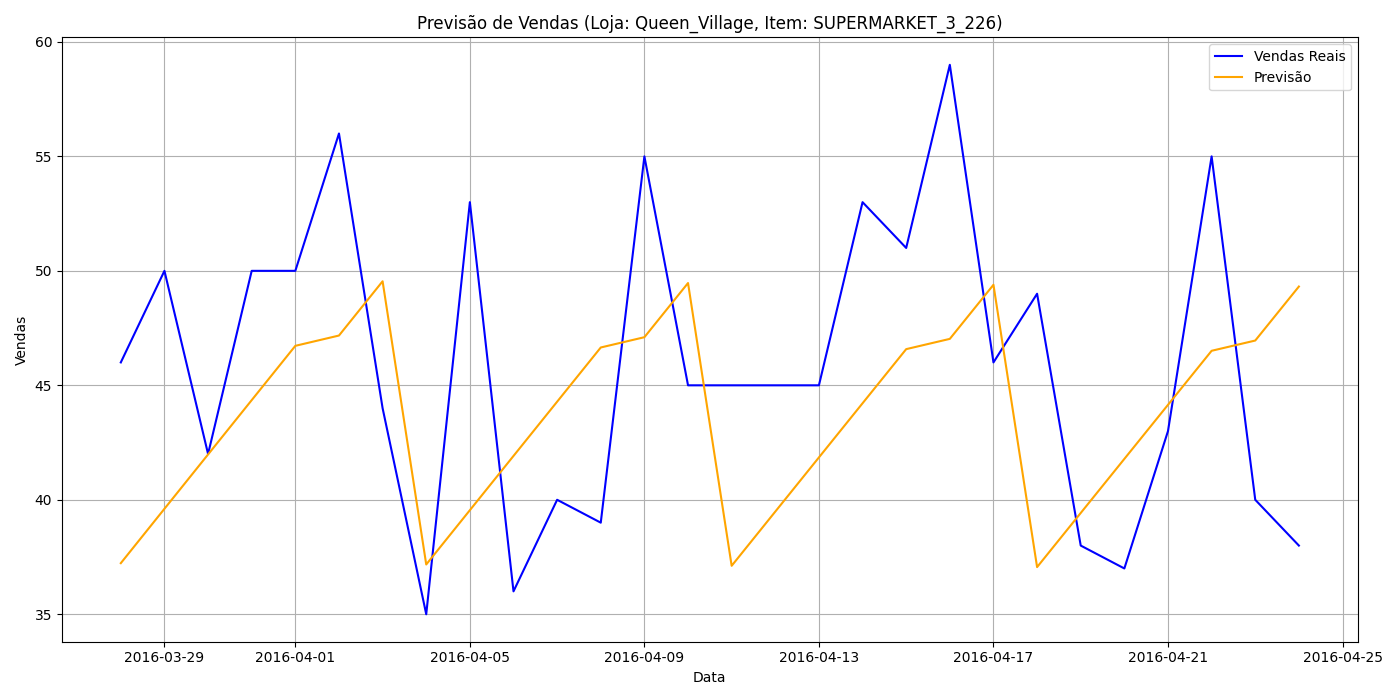 Previsão de Vendas (Loja: Queen_Village, Item: SUPERMARKET_3_226)
Vendas Reais
Previsão
60
55
50
45
40
35
Vendas
2016-03-29
2016-04-01
2016-04-05
2016-04-09
2016-04-13
2016-04-17
2016-04-21
2016-04-25
Data